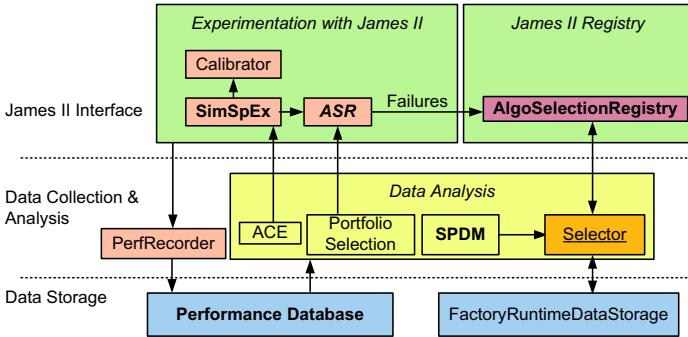 Experimentation with James II
James II Registry
Calibrator
James II Interface
SimSpEx
ASR
Failures
AlgoSelectionRegistry
Data Collection &
Analysis
Data Analysis
PerfRecorder
ACE
Portfolio
Selection
SPDM
Selector
Data Storage
Performance Database
FactoryRuntimeDataStorage